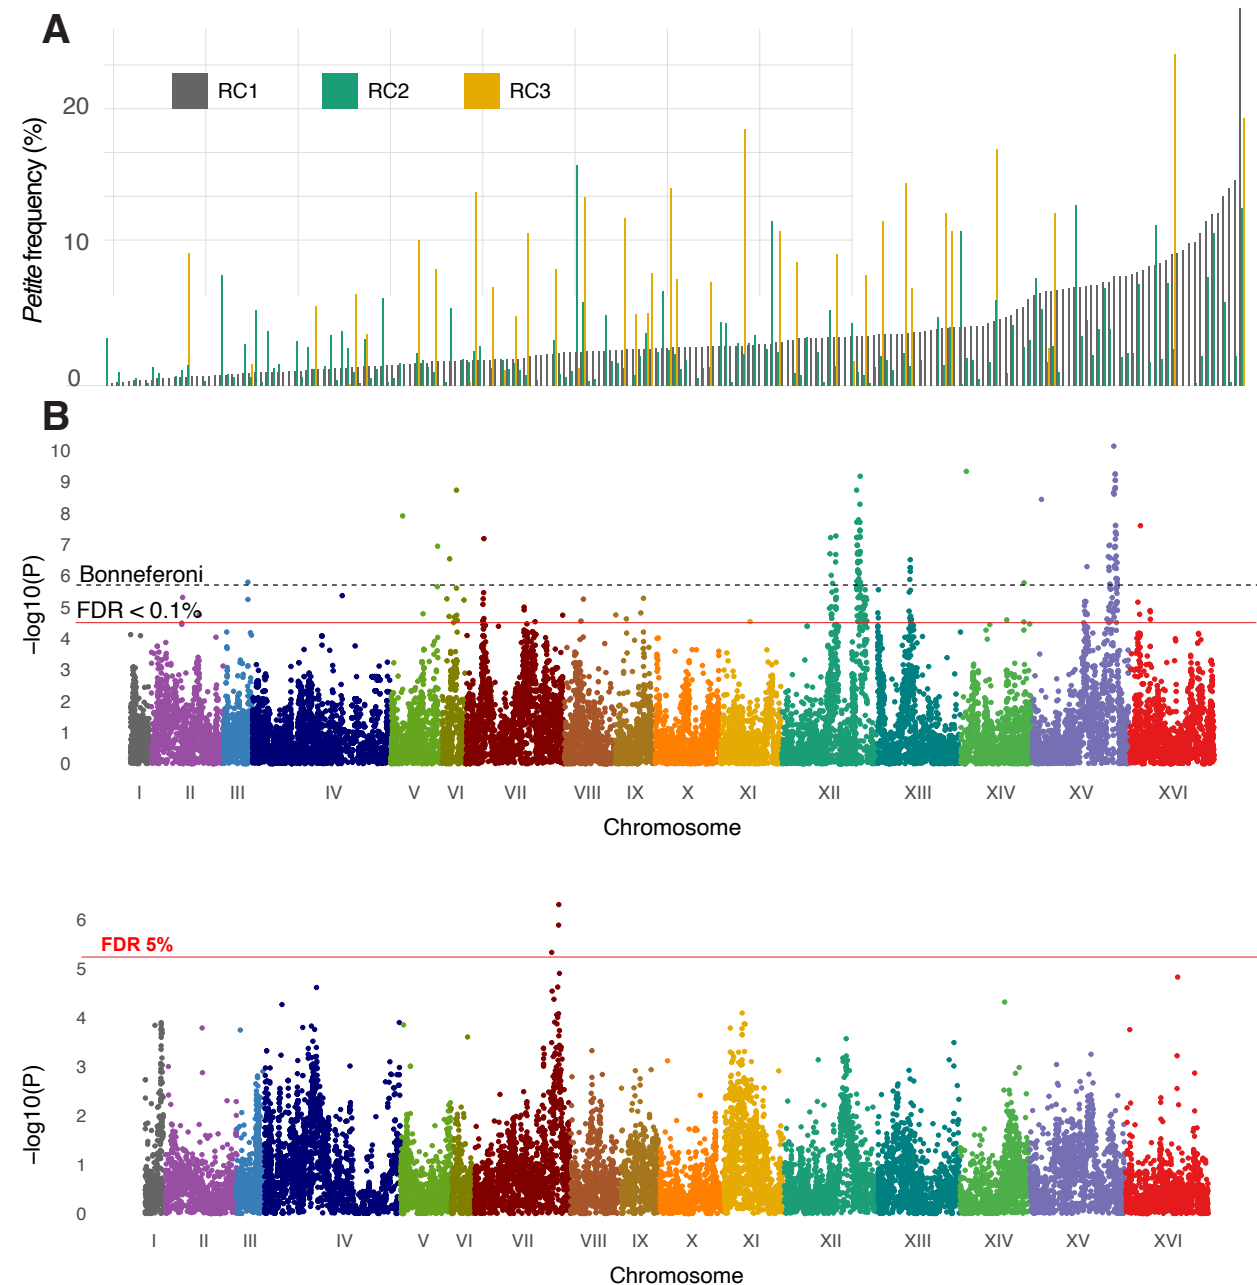 A
Petite frequency (%)
RC1 RC2 RC3
20
10
0
B
−log10(P)
10
9
8
7
6
5
4
3
2
1
0
Bonneferoni
FDR < 0.1%
I II III IV V VI VII VIII IX X XI XII XIII XIV XV XVI
Chromosome
−log10(P)
6
5
4
3
2
1
0
FDR 5%
I II III IV V VI VII VIII IX X XI XII XIII XIV XV XVI
Chromosome